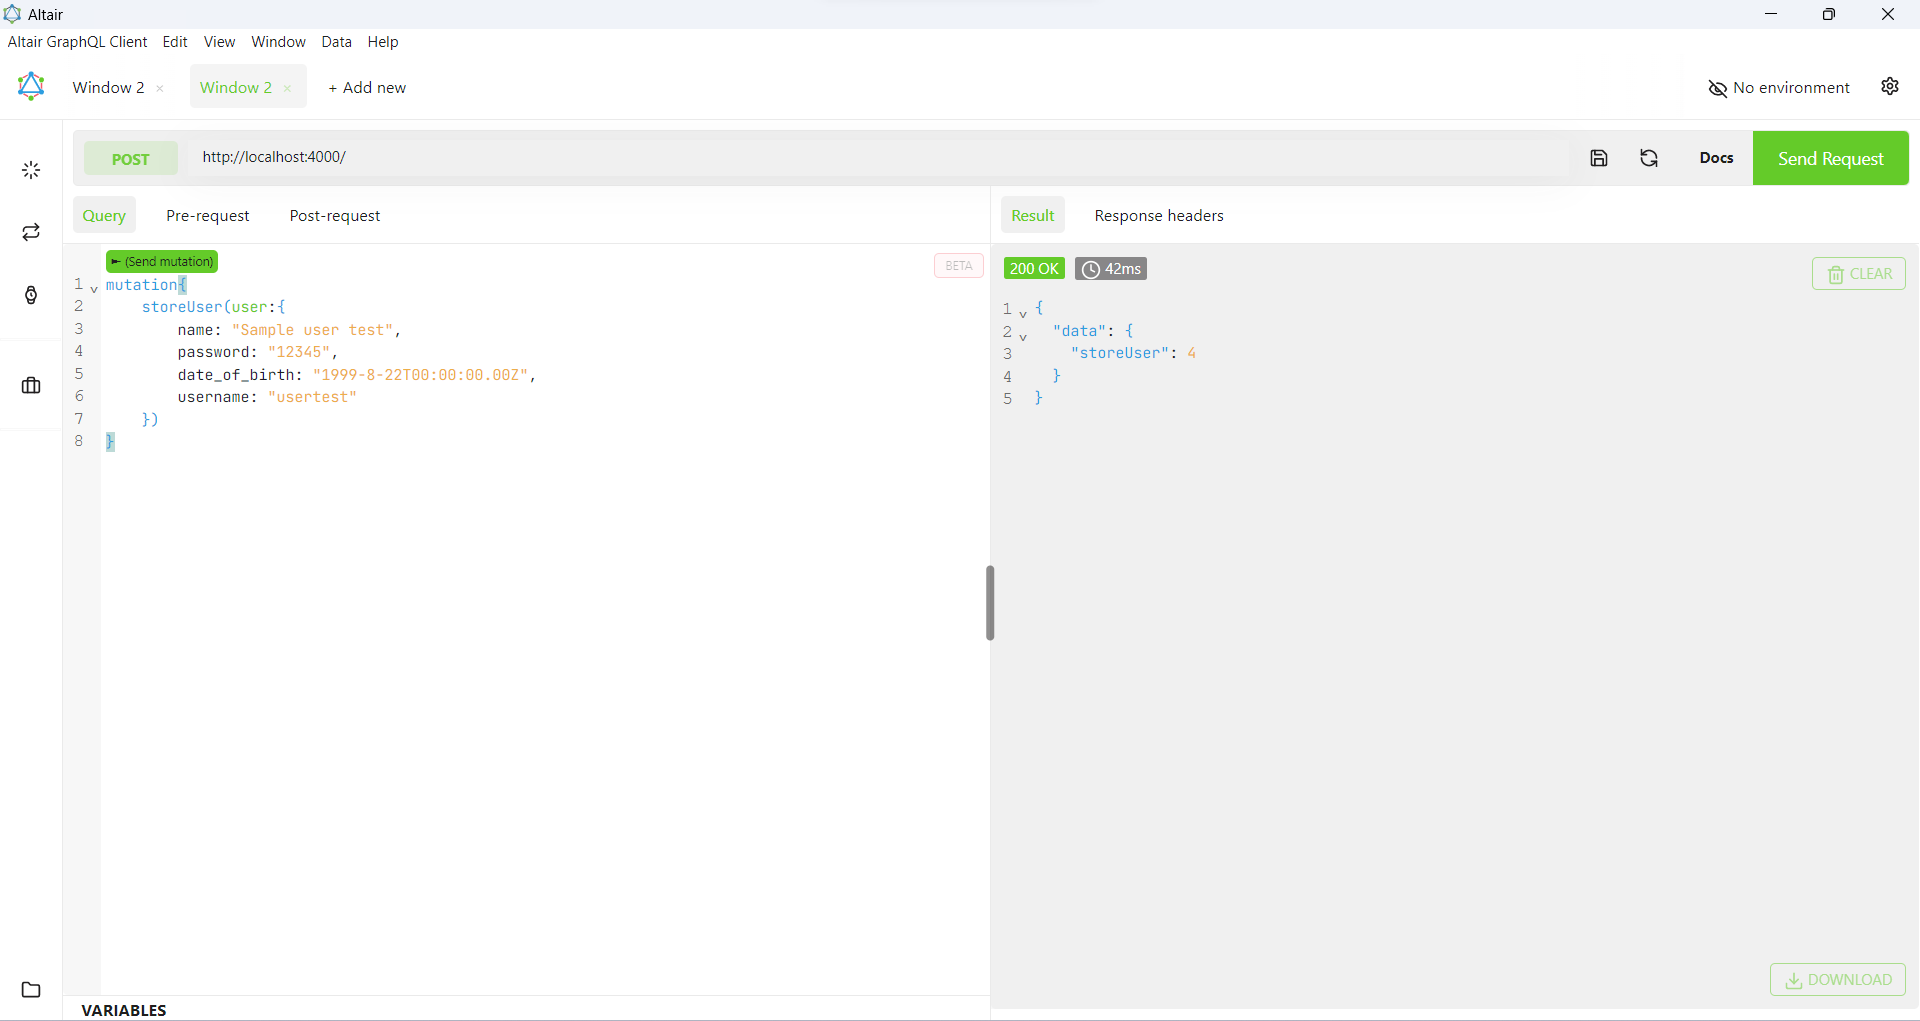 Altair
Altair GraphQL Client Edit View Window Data Help
Window 2 × Window 2 × + Add new No environment
POST http://localhost:4000/ Docs Send Request
Query Pre-request Post-request Result Response headers
(Send mutation) BETA
1 mutation{
2 storeUser(user:{
3 name: "Sample user test",
4 password: "12345",
5 date_of_birth: "1999-8-22T00:00:00.00Z",
6 username: "usertest"
7 })
8 }
200 OK 42ms CLEAR
1 {
2 "data": {
3 "storeUser": 4
4 }
5 }
DOWNLOAD
VARIABLES